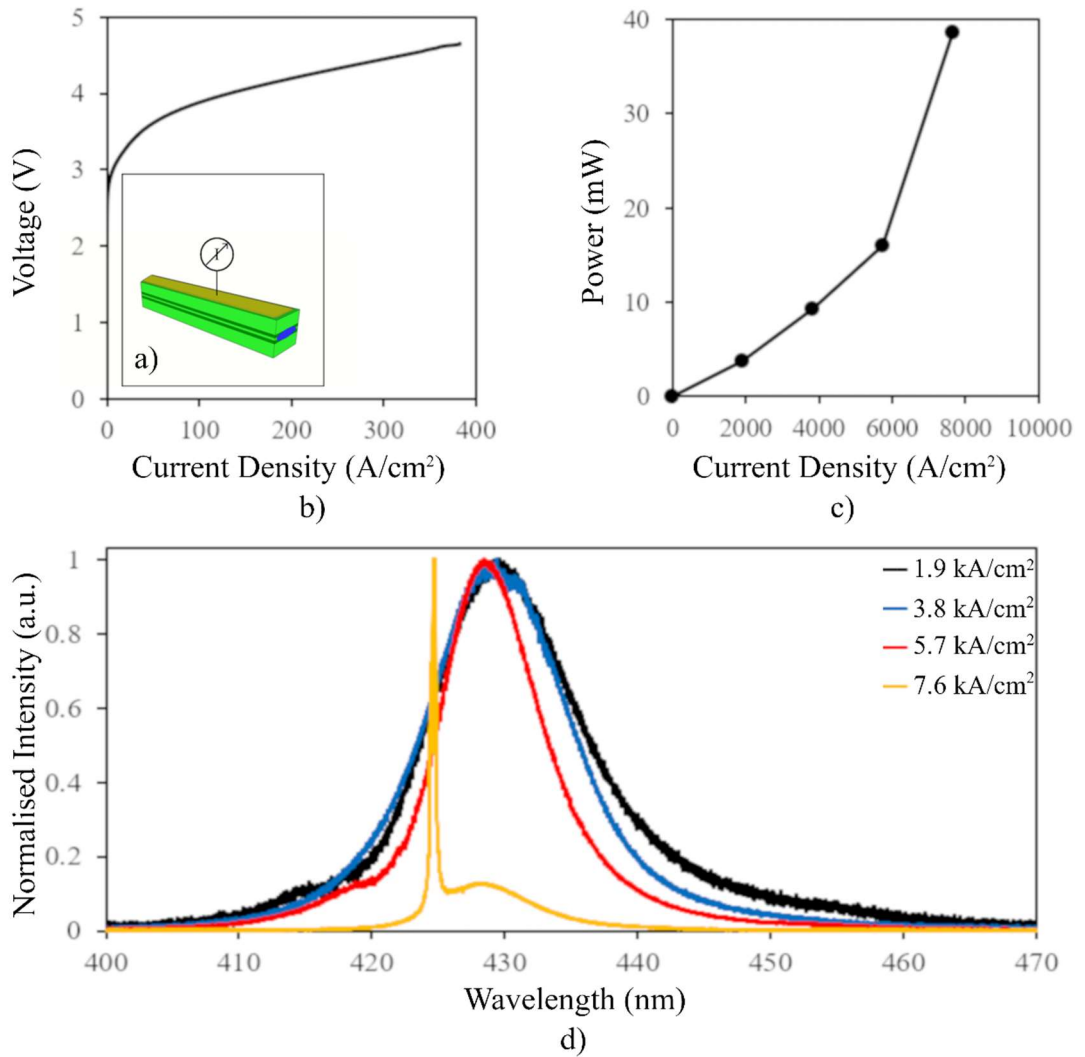 5
4
3
2
1
0
Voltage (V)
I
a)
0
100
200
300
400
Current Density (A/cm²)
b)
40
30
20
10
0
Power (mW)
0
2000
4000
6000
8000
10000
Current Density (A/cm²)
c)
1
0.8
0.6
0.4
0.2
0
Normalised Intensity (a.u.)
1.9 kA/cm²
3.8 kA/cm²
5.7 kA/cm²
7.6 kA/cm²
400
410
420
430
440
450
460
470
Wavelength (nm)
d)